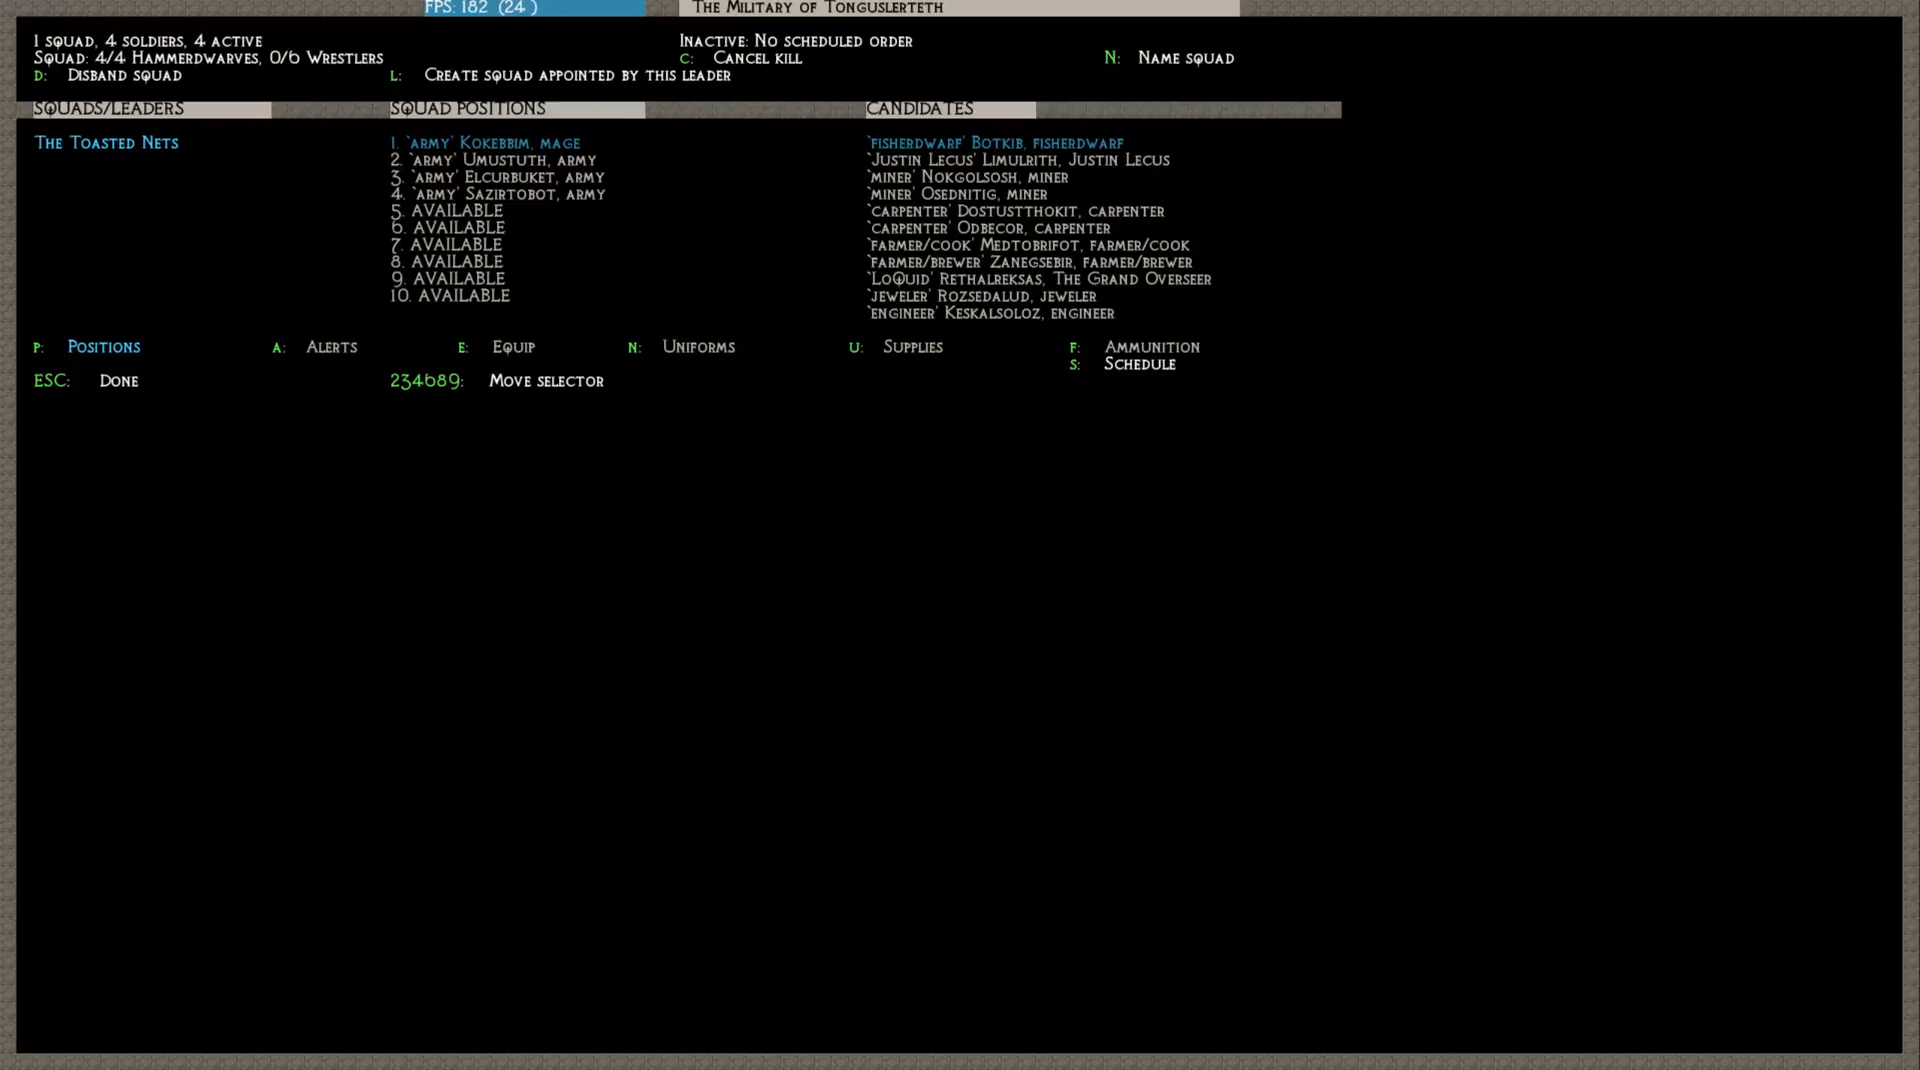 FPS: 182 (24 )
The Military of Tonguslerteth
1 squad, 4 soldiers, 4 active
Inactive: No scheduled order
Squad: 4/4 Hammerdwarves, 0/6 Wrestlers
c: Cancel kill
N: Name squad
D: Disband squad
L: Create squad appointed by this leader
SQUADS/LEADERS
SQUAD POSITIONS
CANDIDATES
The Toasted Nets
1. `army' Kokebbim, mage
`fisherdwarf' Botkib, fisherdwarf
2. `army' Umustuth, army
`Justin Lecus' Limulrith, Justin Lecus
3. `army' Elcurbuket, army
`miner' Nokgolsosh, miner
4. `army' Sazirtobot, army
`miner' Osednitig, miner
5. AVAILABLE
`carpenter' Dostustthokit, carpenter
6. AVAILABLE
`carpenter' Odbecor, carpenter
7. AVAILABLE
`farmer/cook' Medtobrifot, farmer/cook
8. AVAILABLE
`farmer/brewer' Zanegsebir, farmer/brewer
9. AVAILABLE
`LoQuid' Rethalreksas, The Grand Overseer
10. AVAILABLE
`jeweler' Rozsedalud, jeweler
`engineer' Keskalsoloz, engineer
p: Positions
a: Alerts
e: Equip
n: Uniforms
u: Supplies
f: Ammunition
s: Schedule
ESC: Done
234689: Move selector